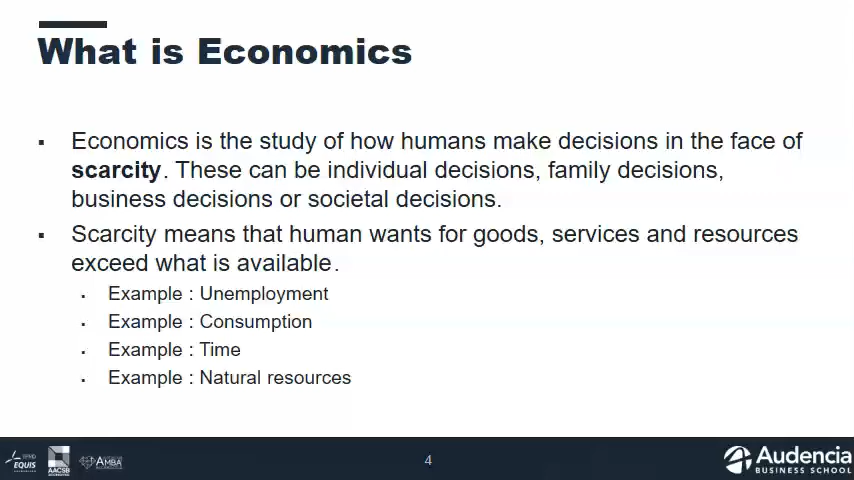 What is Economics
▪ Economics is the study of how humans make decisions in the face of
scarcity. These can be individual decisions, family decisions,
business decisions or societal decisions.
▪ Scarcity means that human wants for goods, services and resources
exceed what is available.
▪ Example : Unemployment
▪ Example : Consumption
▪ Example : Time
▪ Example : Natural resources
EFMD
EQUIS
AACSB
AMBA
4
Audencia
BUSINESS SCHOOL